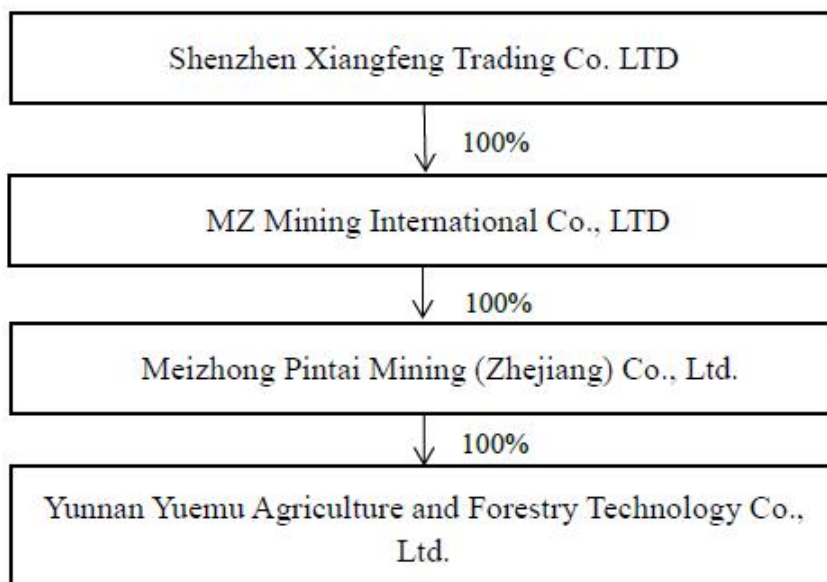 Shenzhen Xiangfeng Trading Co. LTD
100%
MZ Mining International Co., LTD
100%
Meizhong Pintai Mining (Zhejiang) Co., Ltd.
100%
Yunnan Yuemu Agriculture and Forestry Technology Co.,
Ltd.